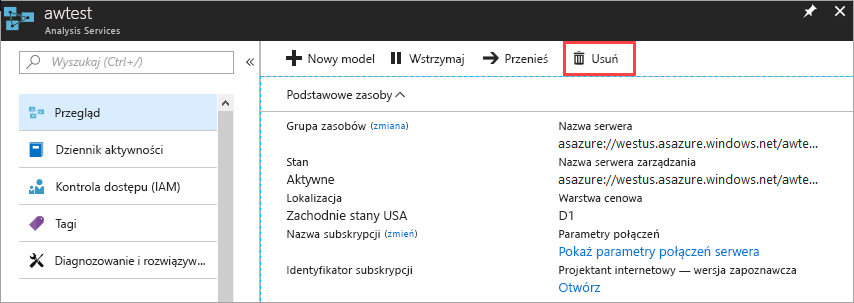 awtest
Analysis Services
Wyszukaj (Ctrl+/)
Przegląd
Dziennik aktywności
Kontrola dostępu (IAM)
Tagi
Diagnozowanie i rozwiązyw...
Nowy model Wstrzymaj Przenieś Usuń
Podstawowe zasoby
Grupa zasobów (zmiana)
Stan
Aktywne
Lokalizacja
Zachodnie stany USA
Nazwa subskrypcji (zmień)
Identyfikator subskrypcji
Nazwa serwera
asazure://westus.asazure.windows.net/awte...
Nazwa serwera zarządzania
asazure://westus.asazure.windows.net/awte...
Warstwa cenowa
D1
Parametry połączeń
Pokaż parametry połączeń serwera
Projektant internetowy — wersja zapoznawcza
Otwórz